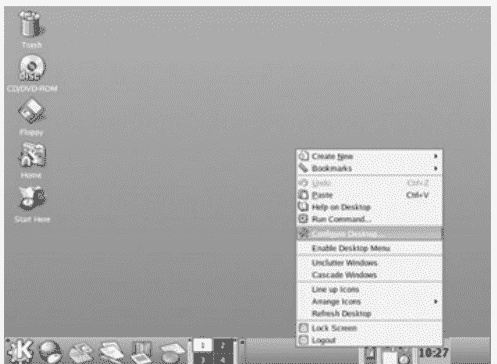 Trash
CD/DVD-ROM
Floppy
Home
Start Here
Create New
Bookmarks
Undo Ctrl+Z
Paste Ctrl+V
Help on Desktop
Run Command...
Configure Desktop...
Enable Desktop Menu
Unclutter Windows
Cascade Windows
Line up Icons
Arrange Icons
Refresh Desktop
Lock Screen
Logout
1 2
3 4
10:27